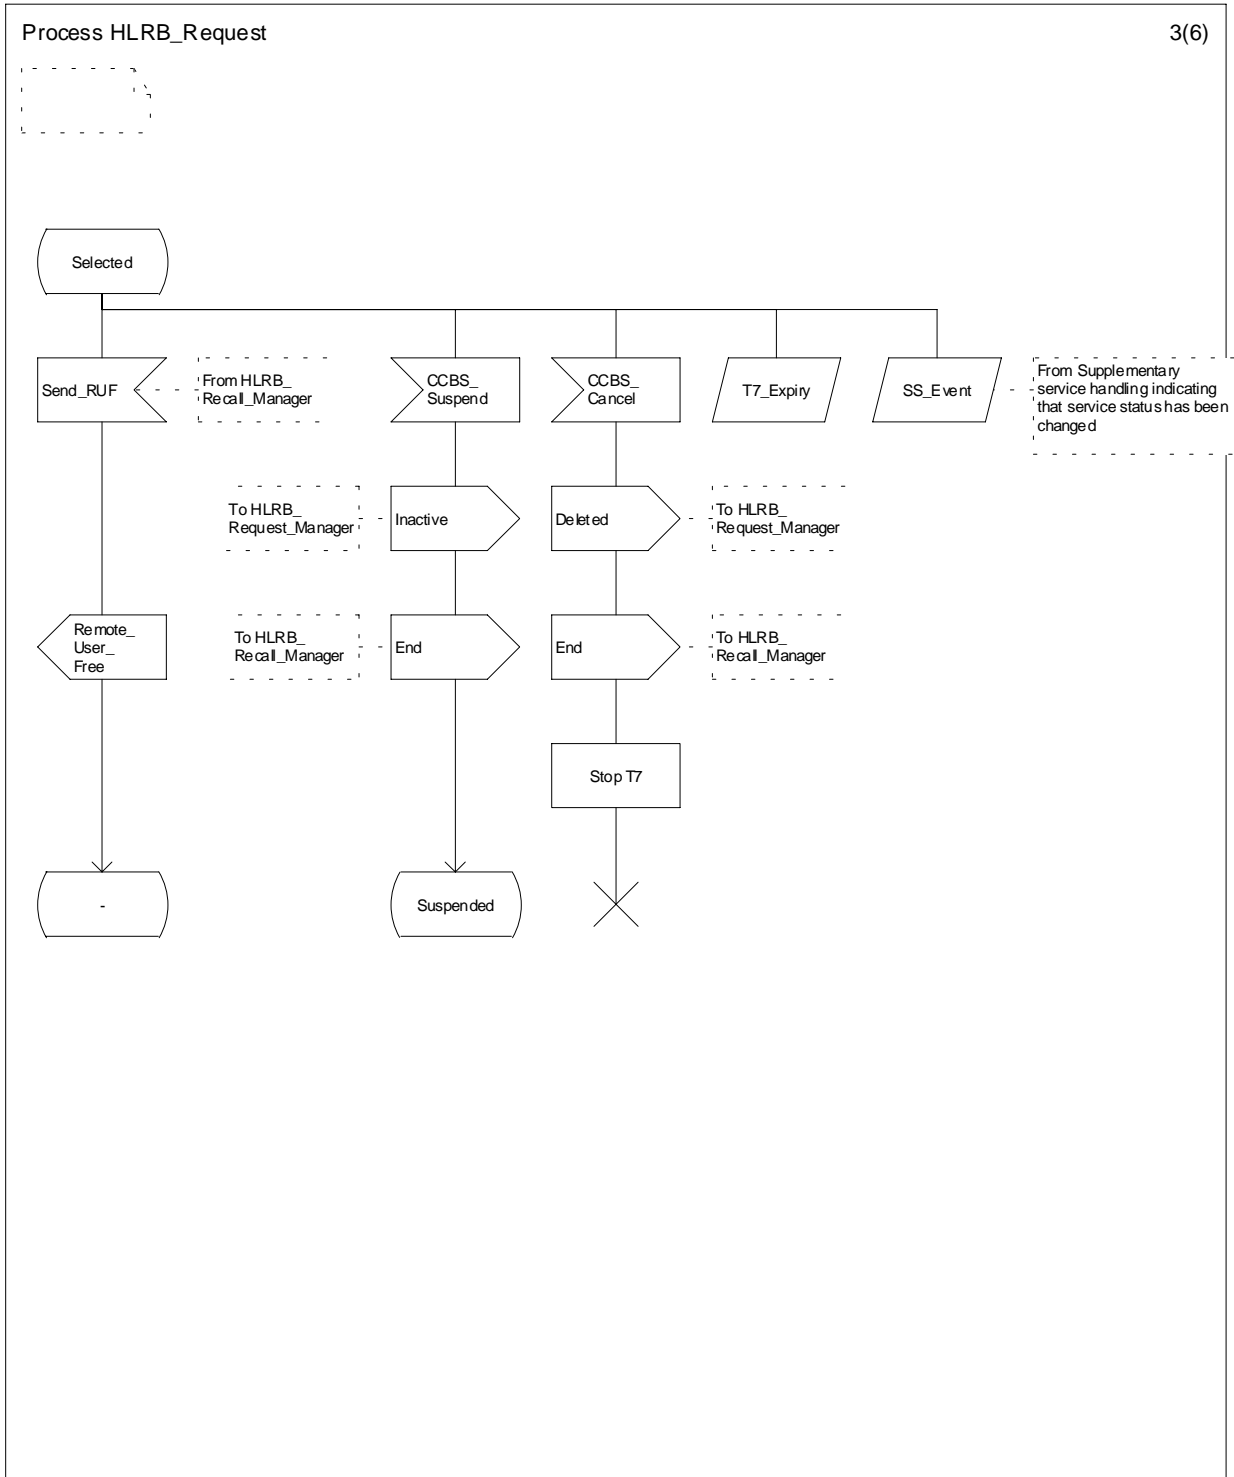 Process HLRB_Request
3(6)
Selected
Send_RUF
From HLRB_
Recall_Manager
CCBS_
Suspend
CCBS_
Cancel
T7_Expiry
SS_Event
From Supplementary
service handling indicating
that service status has been
changed
To HLRB_
Request_Manager
Inactive
Deleted
To HLRB_
Request_Manager
Remote_
User_
Free
To HLRB_
Recall_Manager
End
End
To HLRB_
Recall_Manager
Stop T7
-
Suspended